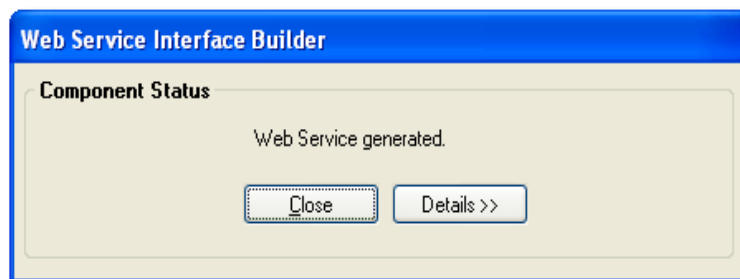 Web Service Interface Builder
Component Status
Web Service generated.
Close Details >>